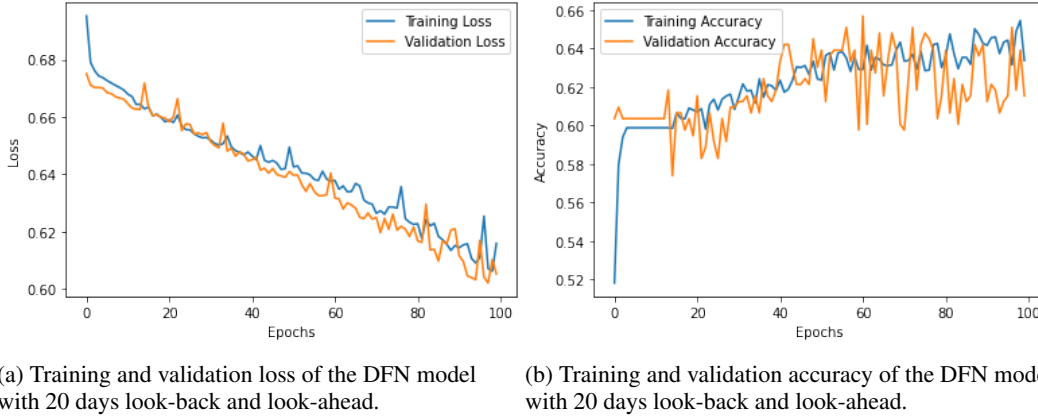 Training Loss
Validation Loss
0.68
0.66
0.64
0.62
0.60
Loss
0 20 40 60 80 100
Epochs
Training Accuracy
Validation Accuracy
0.66
0.64
0.62
0.60
0.58
0.56
0.54
0.52
Accuracy
0 20 40 60 80 100
Epochs
(a) Training and validation loss of the DFN model
with 20 days look-back and look-ahead.
(b) Training and validation accuracy of the DFN mode
with 20 days look-back and look-ahead.